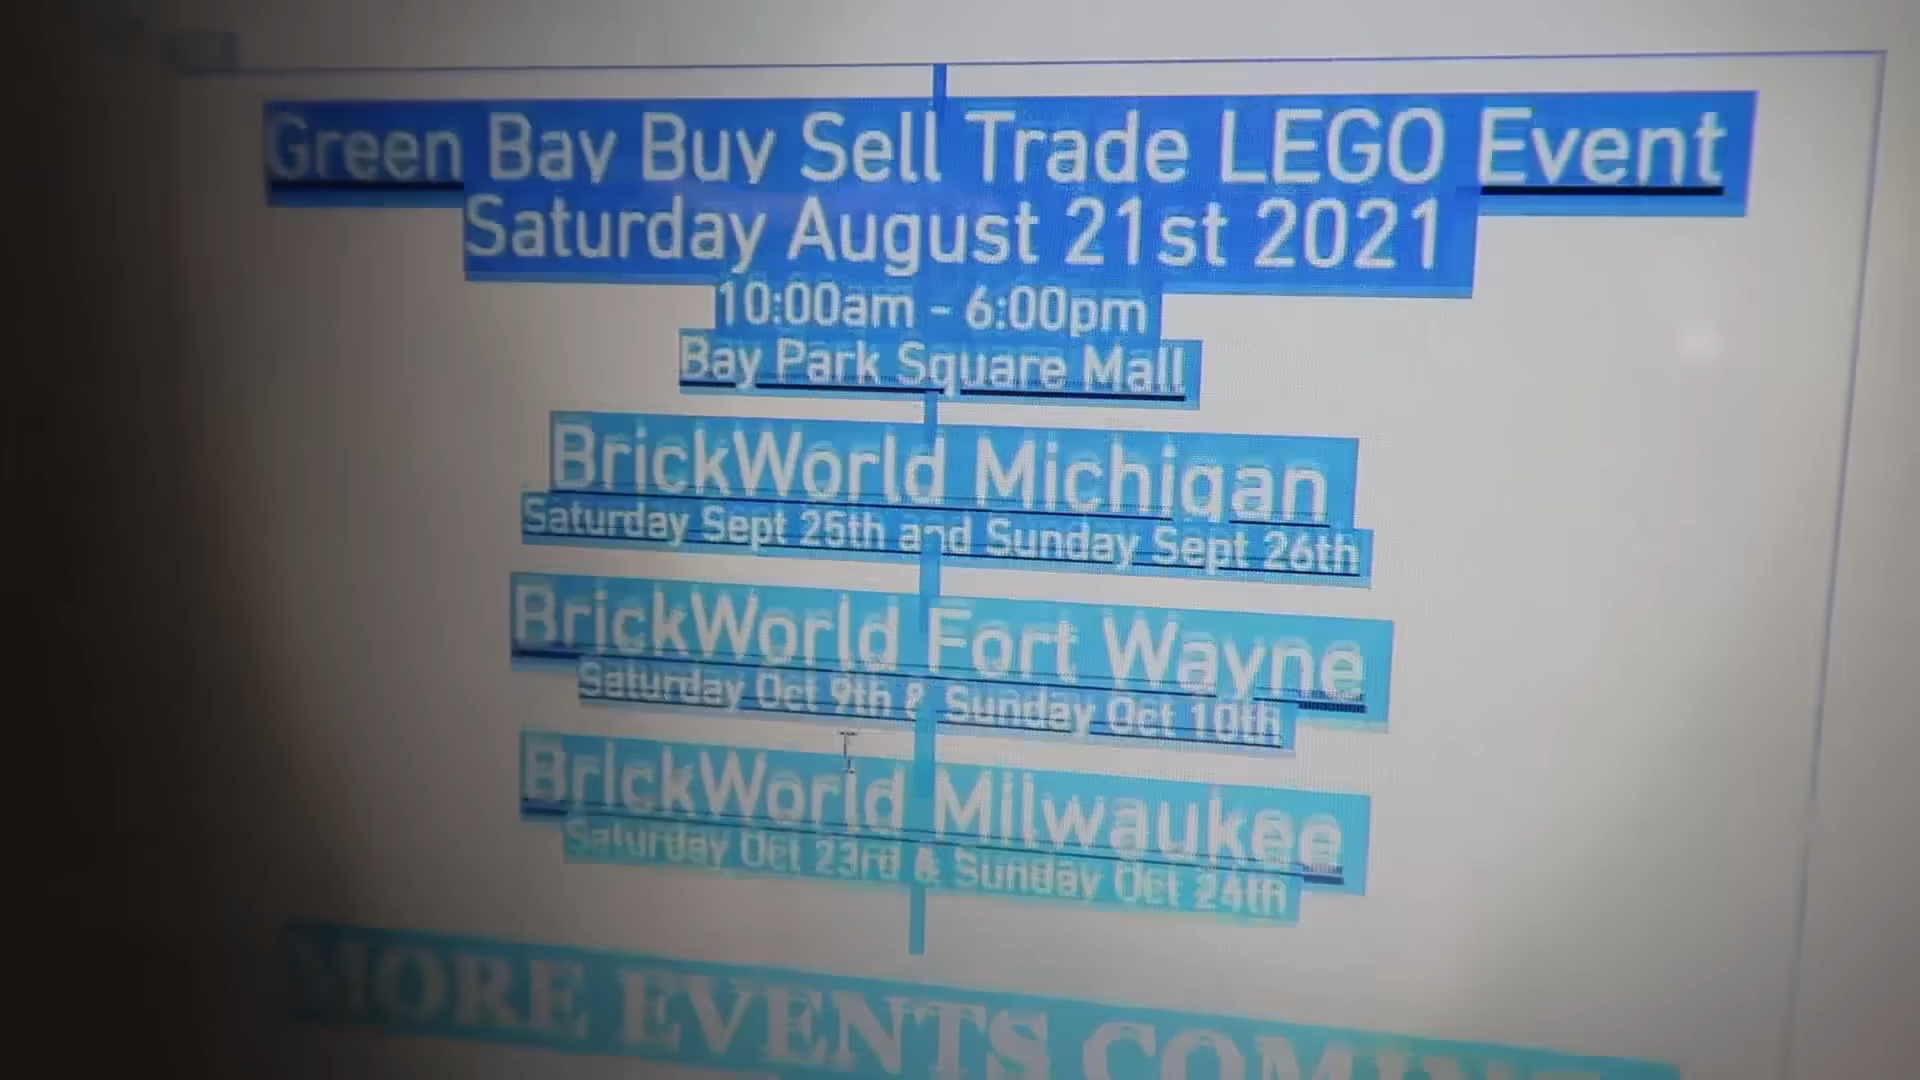 Green Bay Buy Sell Trade LEGO Event
Saturday August 21st 2021
10:00am - 6:00pm
Bay Park Square Mall
BrickWorld Michigan
Saturday Sept 25th and Sunday Sept 26th
BrickWorld Fort Wayne
Saturday Oct 9th & Sunday Oct 10th
BrickWorld Milwaukee
Saturday Oct 23rd & Sunday Oct 24th
MORE EVENTS